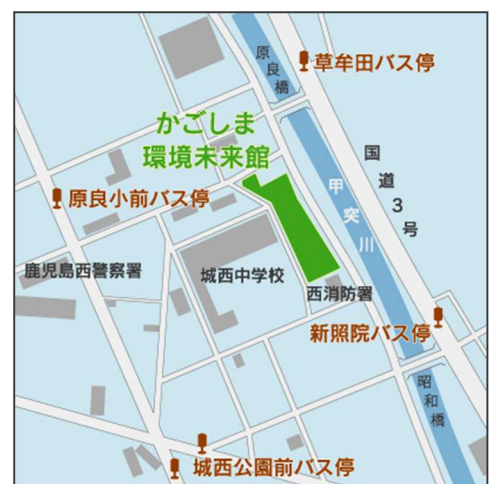 原良橋
草牟田バス停
かごしま
環境未来館
国道3号
甲突川
原良小前バス停
鹿児島西警察署
城西中学校
西消防署
新照院バス停
昭和橋
城西公園前バス停